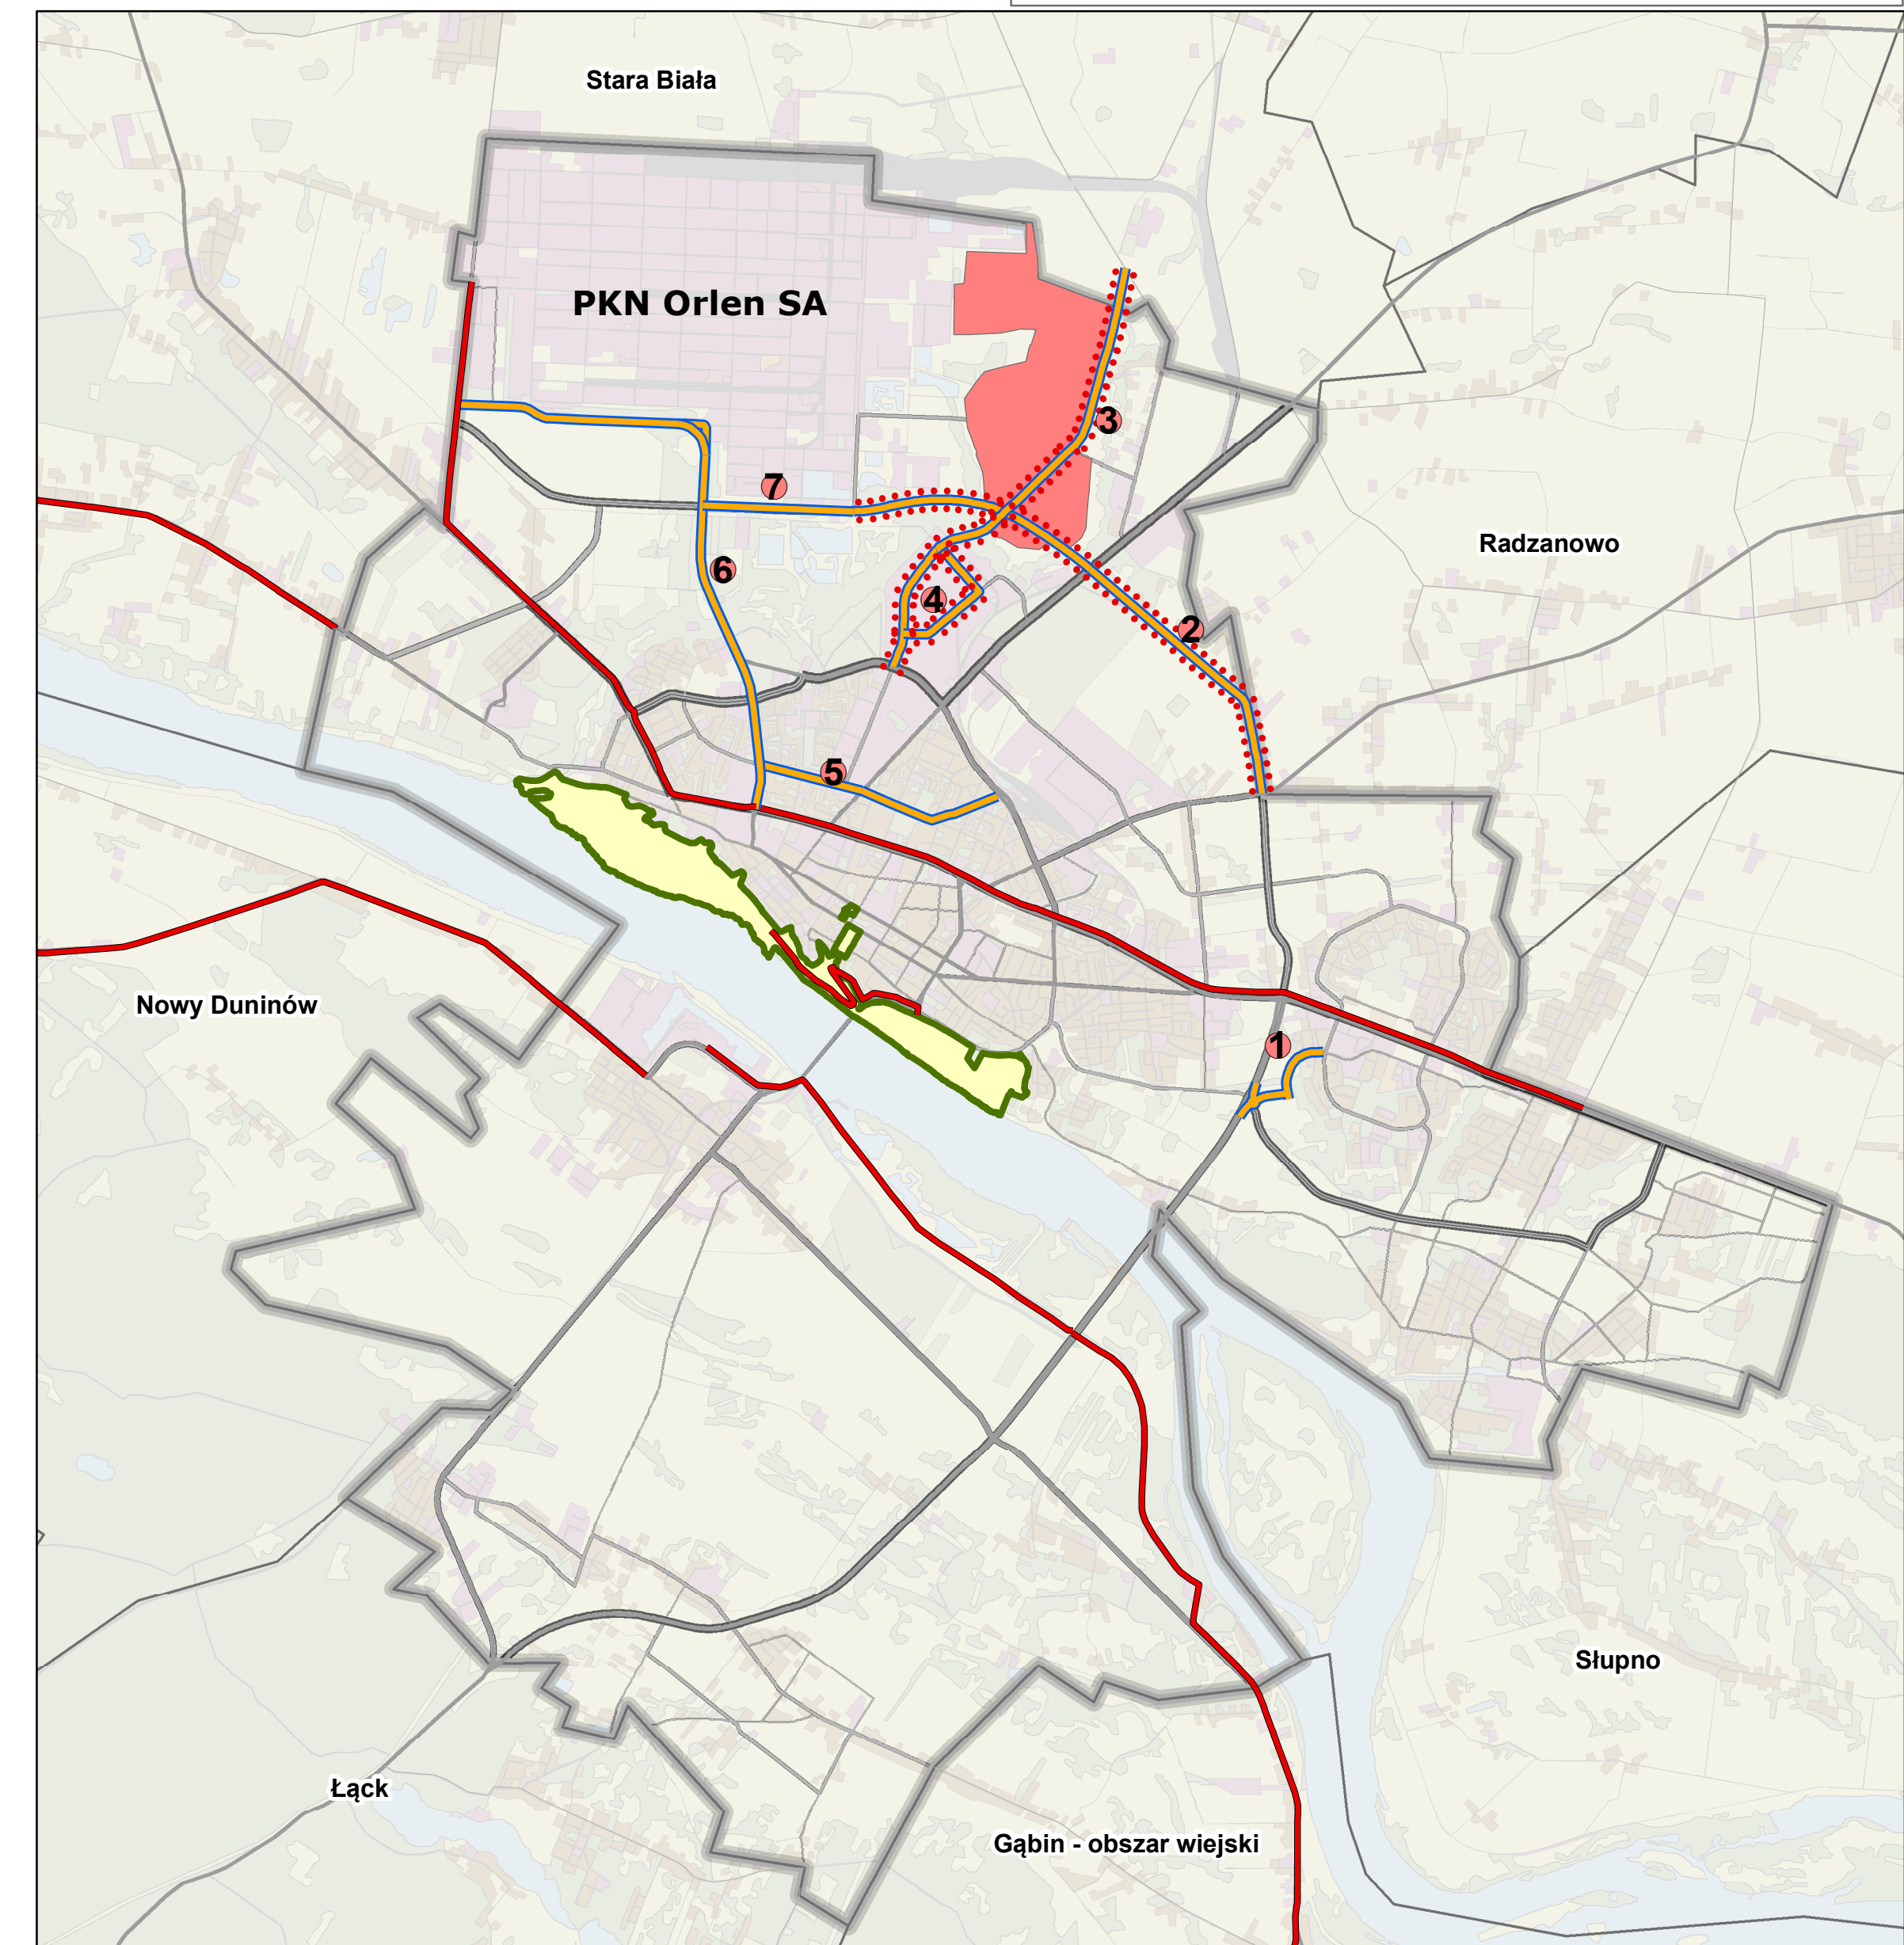 Stara Biała
PKN Orlen SA
3
7
Radzanowo
6
4
2
5
Nowy Duninów
1
Słupno
Łąck
Gąbin - obszar wiejski